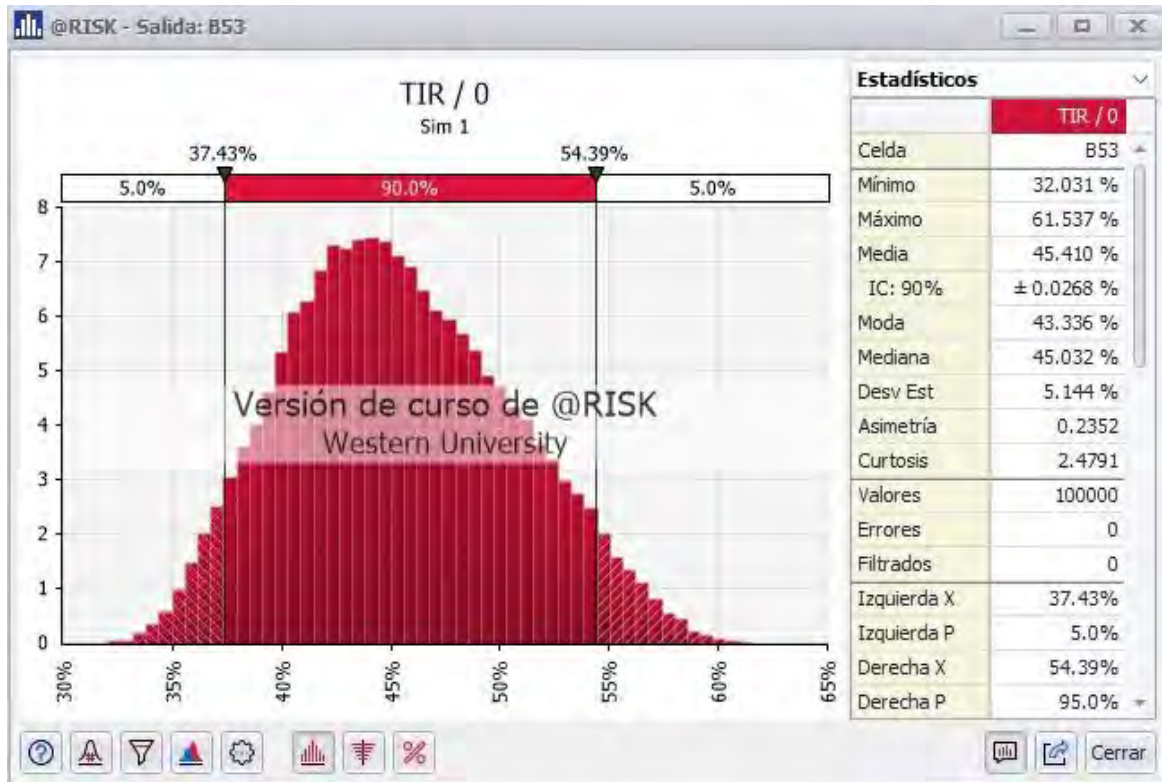 @RISK - Salida: B53
TIR / 0
Sim 1
37.43% 54.39%
5.0% 90.0% 5.0%
8
7
6
5
4
3
2
1
0
30% 35% 40% 45% 50% 55% 60% 65%
Versión de curso de @RISK
Western University
Estadísticos
TIR / 0
Celda B53
Mínimo 32.031 %
Máximo 61.537 %
Media 45.410 %
IC: 90% ± 0.0268 %
Moda 43.336 %
Mediana 45.032 %
Desv Est 5.144 %
Asimetría 0.2352
Curtosis 2.4791
Valores 100000
Errores 0
Filtrados 0
Izquierda X 37.43%
Izquierda P 5.0%
Derecha X 54.39%
Derecha P 95.0%
Cerrar